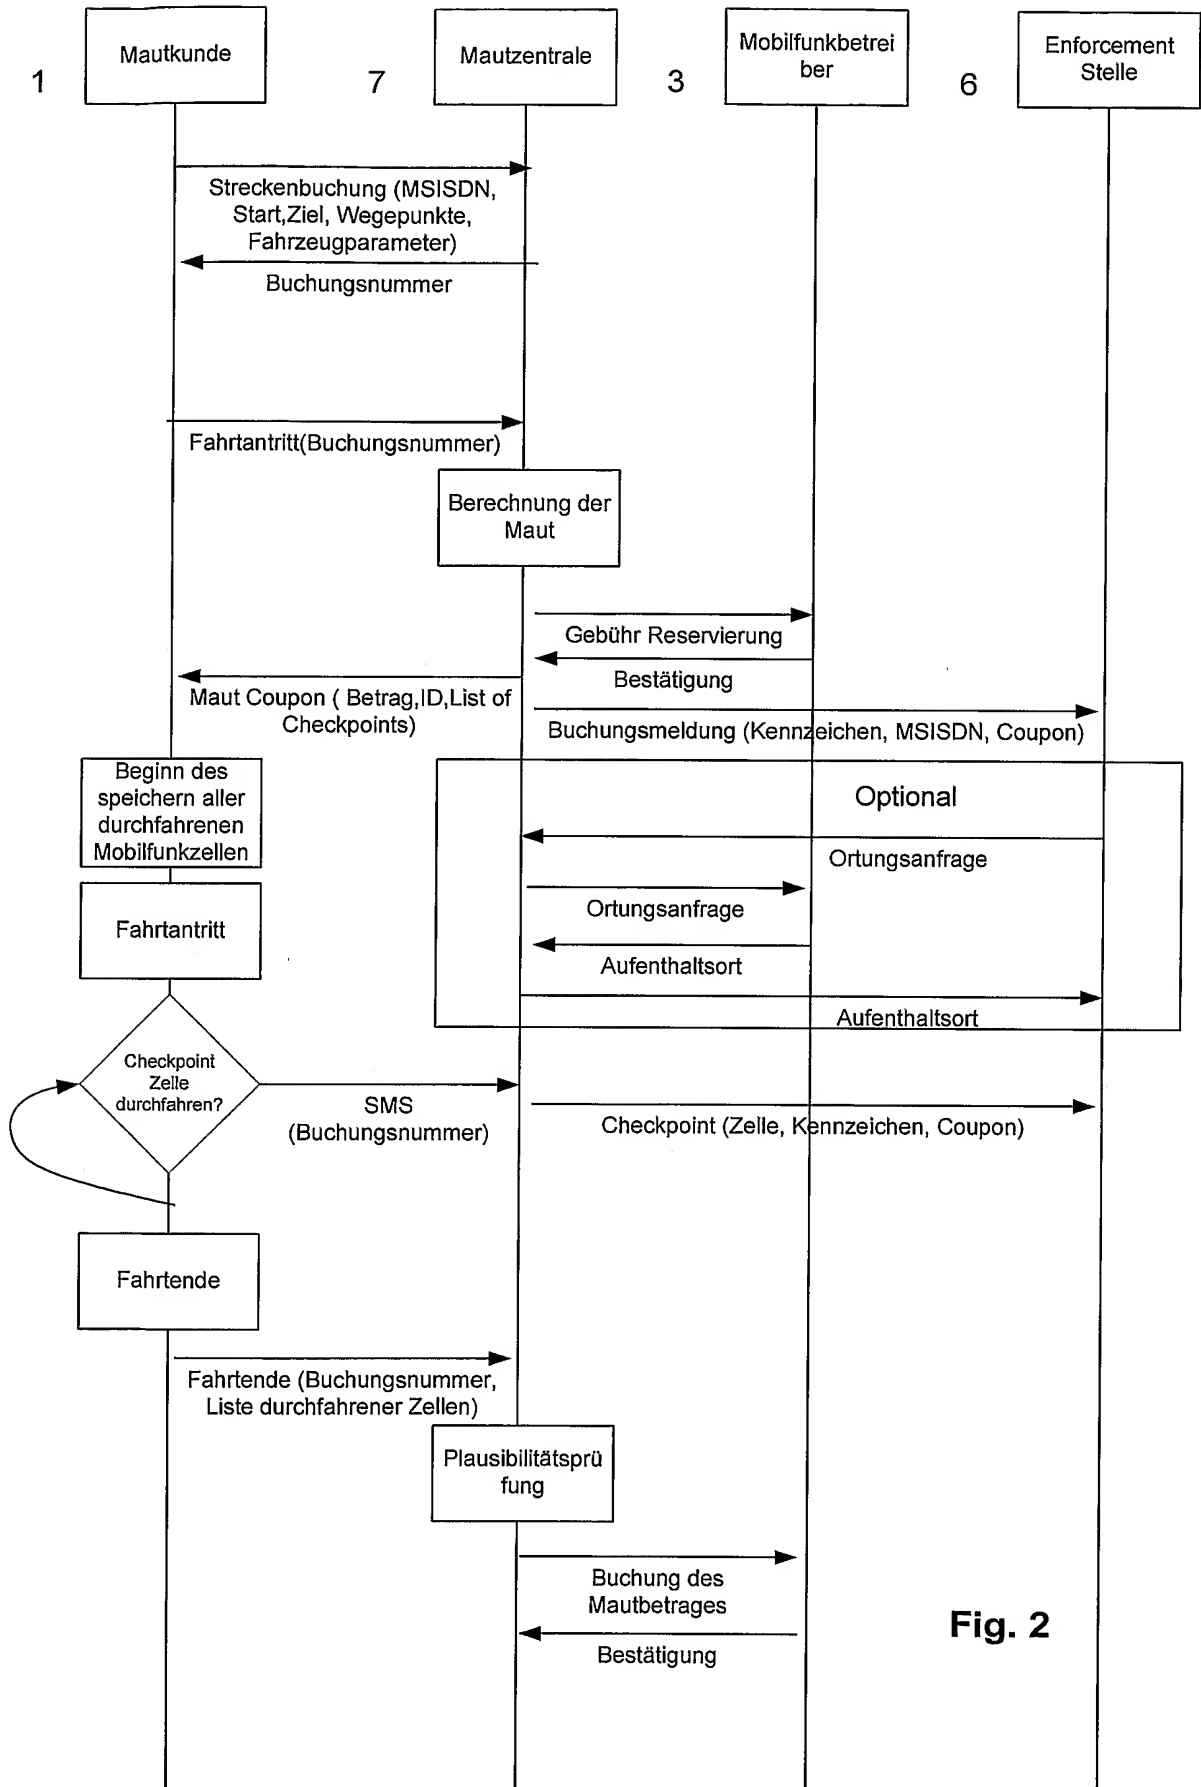 Mautkunde
Mautzentrale
Mobilfunkbetrei
ber
Enforcement
Stelle
1
7
3
6
Streckenbuchung (MSISDN,
Start,Ziel, Wegepunkte,
Fahrzeugparameter)
Buchungsnummer
Fahrtantritt(Buchungsnummer)
Berechnung der
Maut
Gebühr Reservierung
Bestätigung
Maut Coupon ( Betrag,ID,List of
Checkpoints)
Buchungsmeldung (Kennzeichen, MSISDN, Coupon)
Beginn des
speichern aller
durchfahrenen
Mobilfunkzellen
Optional
Ortungsanfrage
Ortungsanfrage
Fahrtantritt
Aufenthaltsort
Aufenthaltsort
Checkpoint
Zelle
durchfahren?
SMS
(Buchungsnummer)
Checkpoint (Zelle, Kennzeichen, Coupon)
Fahrtende
Fahrtende (Buchungsnummer,
Liste durchfahrener Zellen)
Plausibilitätsprü
fung
Buchung des
Mautbetrages
Bestätigung
Fig. 2